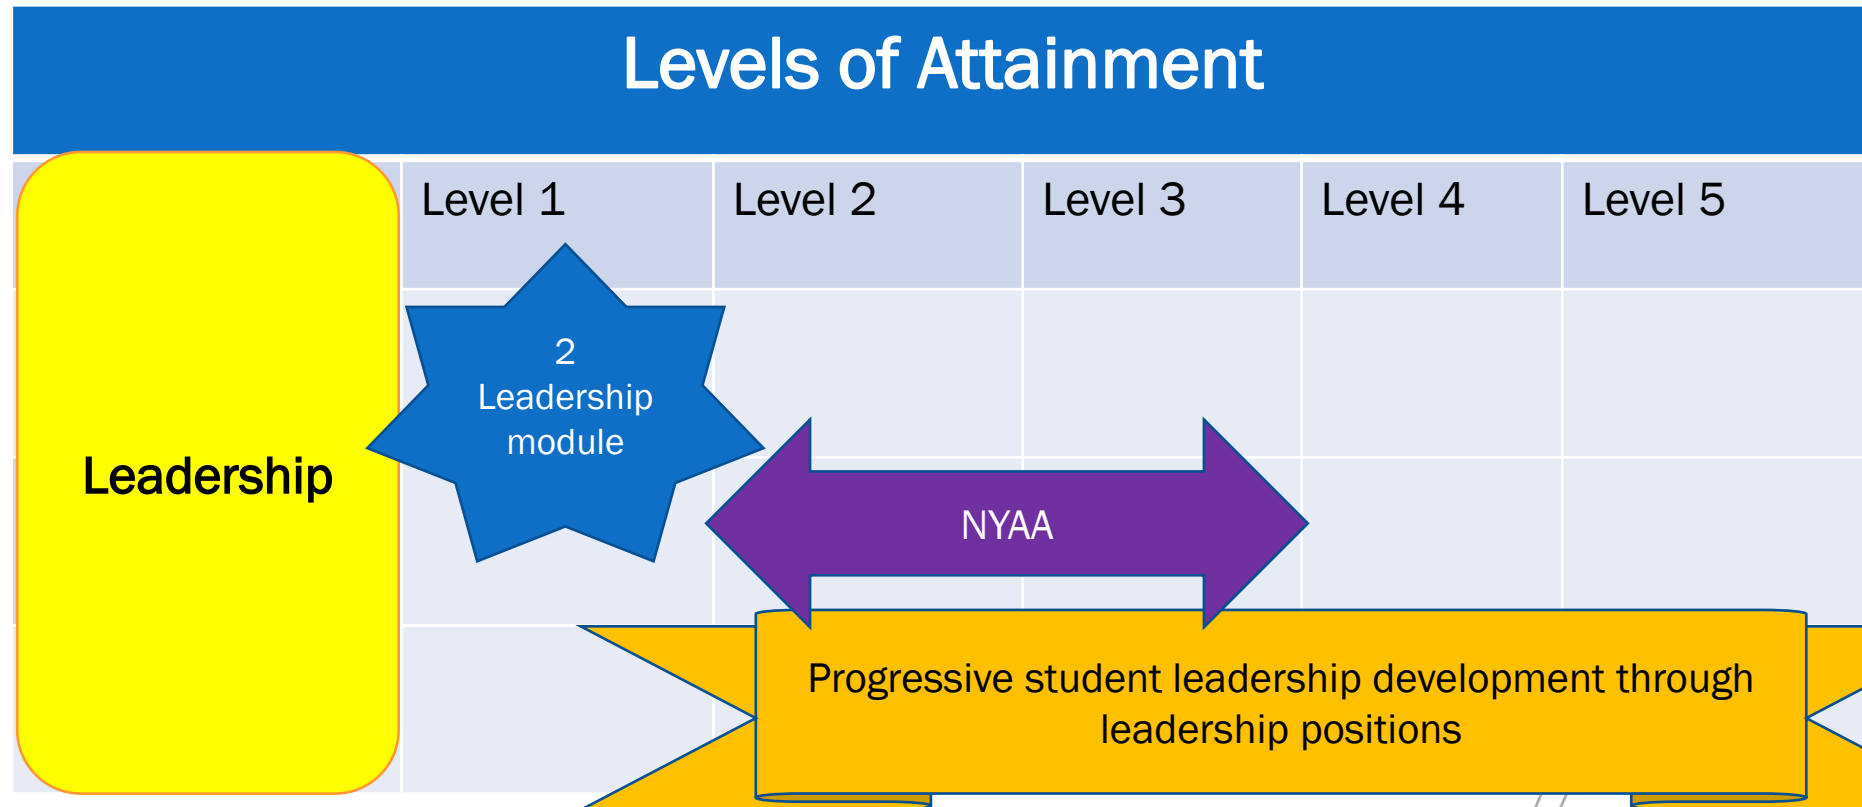 Levels of Attainment
Level 1
Level 2
Level 3
Level 4
Level 5
2
Leadership
module
Leadership
NYAA
Progressive student leadership development through
leadership positions